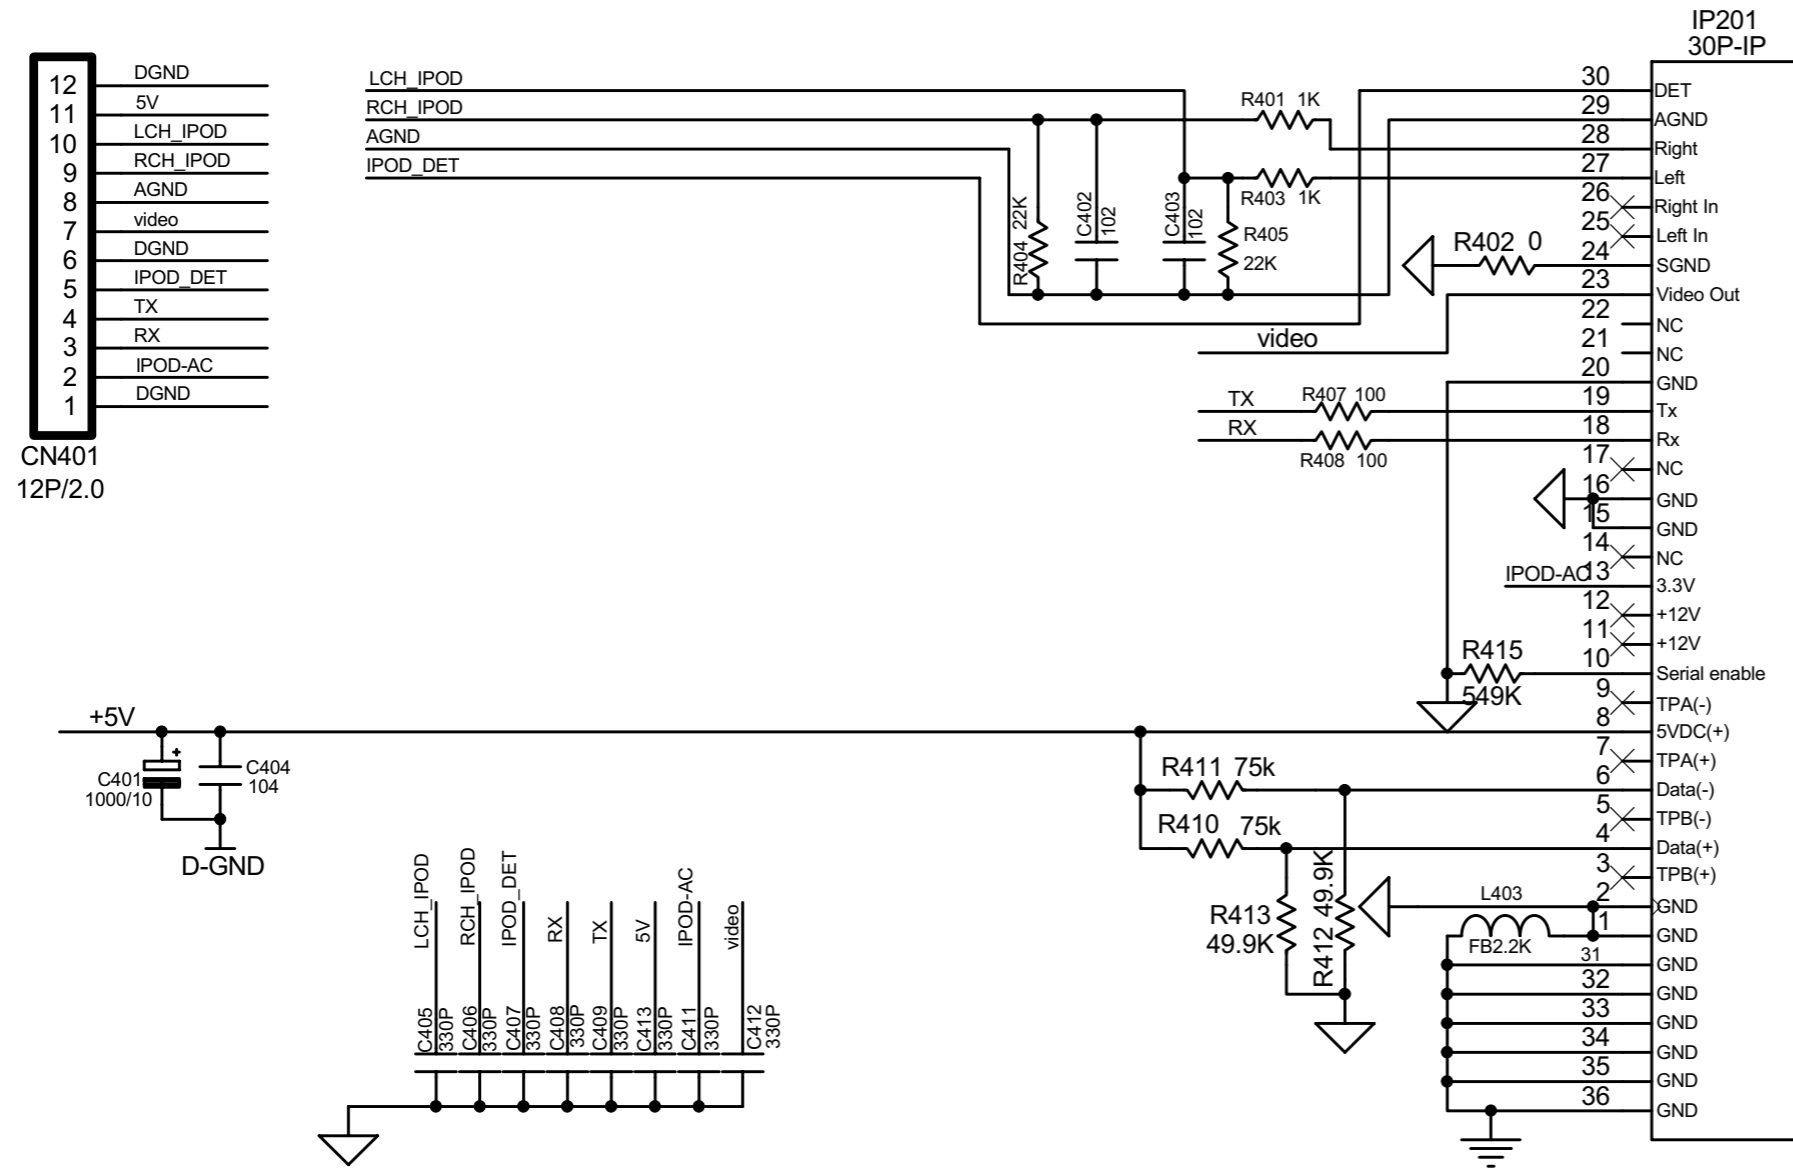 IP201
30P-IP
12 DGND
11 5V
10 LCH_IPOD
9 RCH_IPOD
8 AGND
7 video
6 DGND
5 IPOD_DET
4 TX
3 RX
2 IPOD-AC
1 DGND
CN401
12P/2.0
LCH_IPOD
RCH_IPOD
AGND
IPOD_DET
R401 1K
R403 1K
R404 22K
C402
102
C403
102
R405
22K
R402 0
video
TX
R407 100
RX
R408 100
IPOD-AC
R415
549K
30 DET
29 AGND
28 Right
27 Left
26 Right In
25 Left In
24 SGND
23 Video Out
22 NC
21 NC
20 GND
19 Tx
18 Rx
17 NC
16 GND
15 GND
14 NC
13 3.3V
12 +12V
11 +12V
10 Serial enable
9 TPA(-)
8 5VDC(+)
7 TPA(+)
6 Data(-)
5 TPB(-)
4 Data(+)
3 TPB(+)
2 GND
1 GND
31 GND
32 GND
33 GND
34 GND
35 GND
36 GND
+5V
+
C401
1000/10
C404
104
D-GND
R411 75k
R410 75k
R413
49.9K
R412 49.9K
L403
FB2.2K
LCH_IPOD
RCH_IPOD
IPOD_DET
RX
TX
5V
IPOD-AC
video
C405
330P
C406
330P
C407
330P
C408
330P
C409
330P
C413
330P
C411
330P
C412
330P